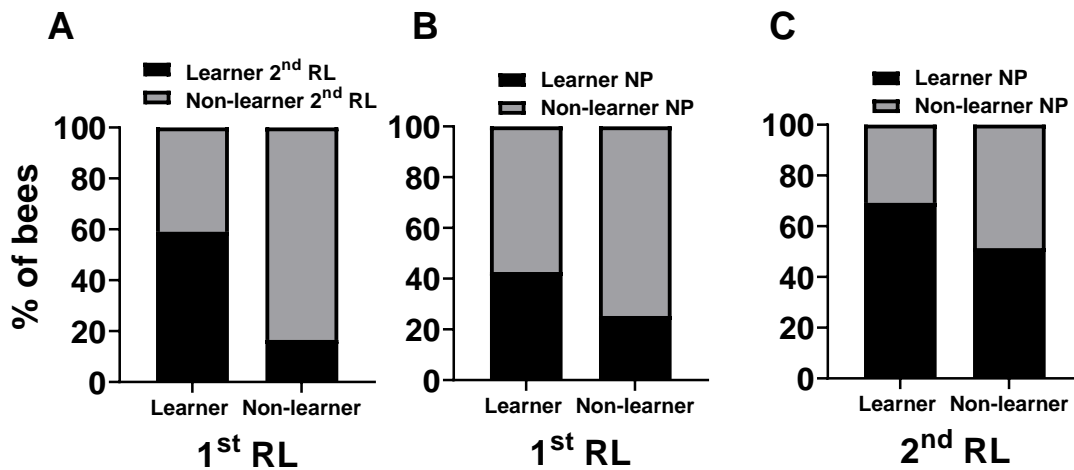 A
Learner 2nd RL
Non-learner 2nd RL
% of bees
100
80
60
40
20
0
Learner Non-learner
1st RL
B
Learner NP
Non-learner NP
100
80
60
40
20
0
Learner Non-learner
1st RL
C
Learner NP
Non-learner NP
100
80
60
40
20
0
Learner Non-learner
2nd RL